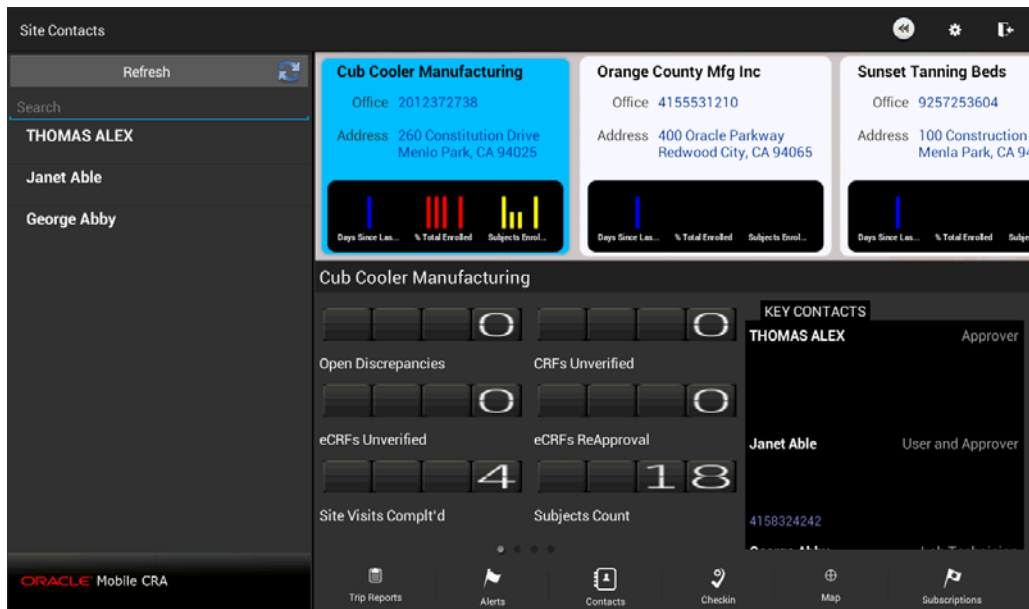 Site Contacts
Refresh
Search
THOMAS ALEX
Janet Able
George Abby
ORACLE Mobile CRA
Cub Cooler Manufacturing
Office 2012372738
Address 260 Constitution Drive
Menlo Park, CA 94025
Days Since Las... % Total Enrolled Subjects Enrol...
Orange County Mfg Inc
Office 4155531210
Address 400 Oracle Parkway
Redwood City, CA 94065
Days Since Las... % Total Enrolled Subjects Enrol...
Sunset Tanning Beds
Office 9257253604
Address 100 Construction
Menla Park, CA 94
Days Since Las... % Total Enrolled Subje
Cub Cooler Manufacturing
0 0
Open Discrepancies CRFs Unverified
0 0
eCRFs Unverified eCRFs ReApproval
4 18
Site Visits Complt'd Subjects Count
KEY CONTACTS
THOMAS ALEX Approver
Janet Able User and Approver
4158324242
Trip Reports Alerts Contacts Checkin Map Subscriptions